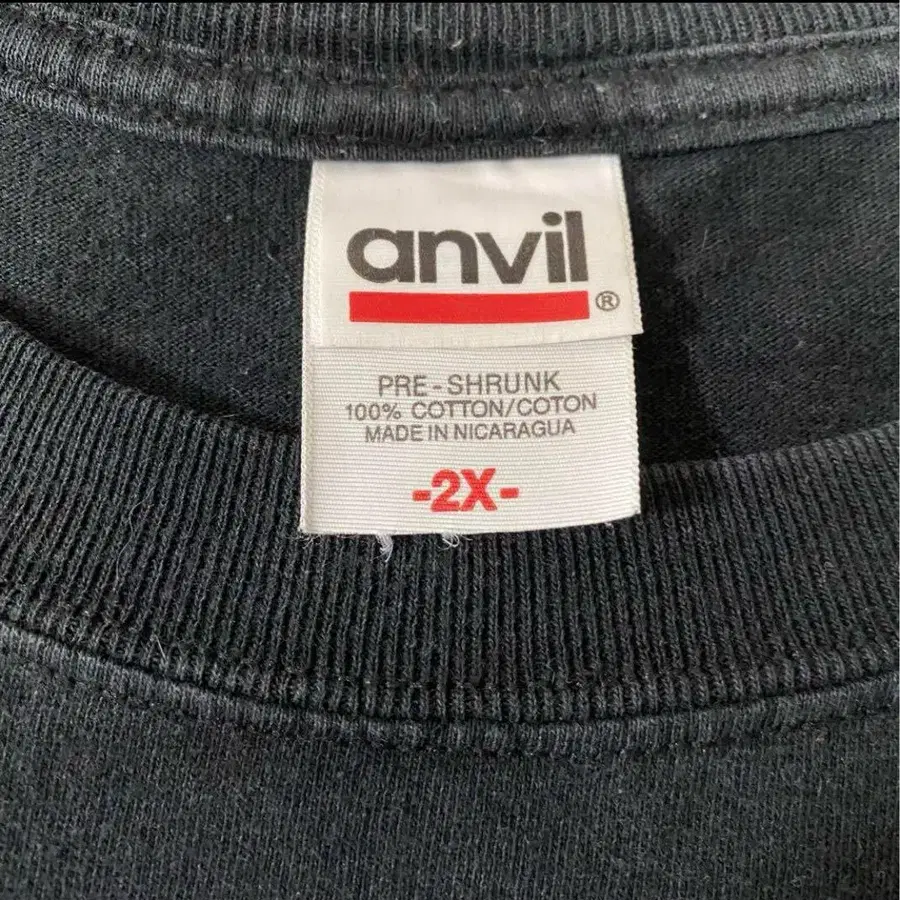 anvil®
PRE-SHRUNK
100% COTTON/COTON
MADE IN NICARAGUA
-2X-